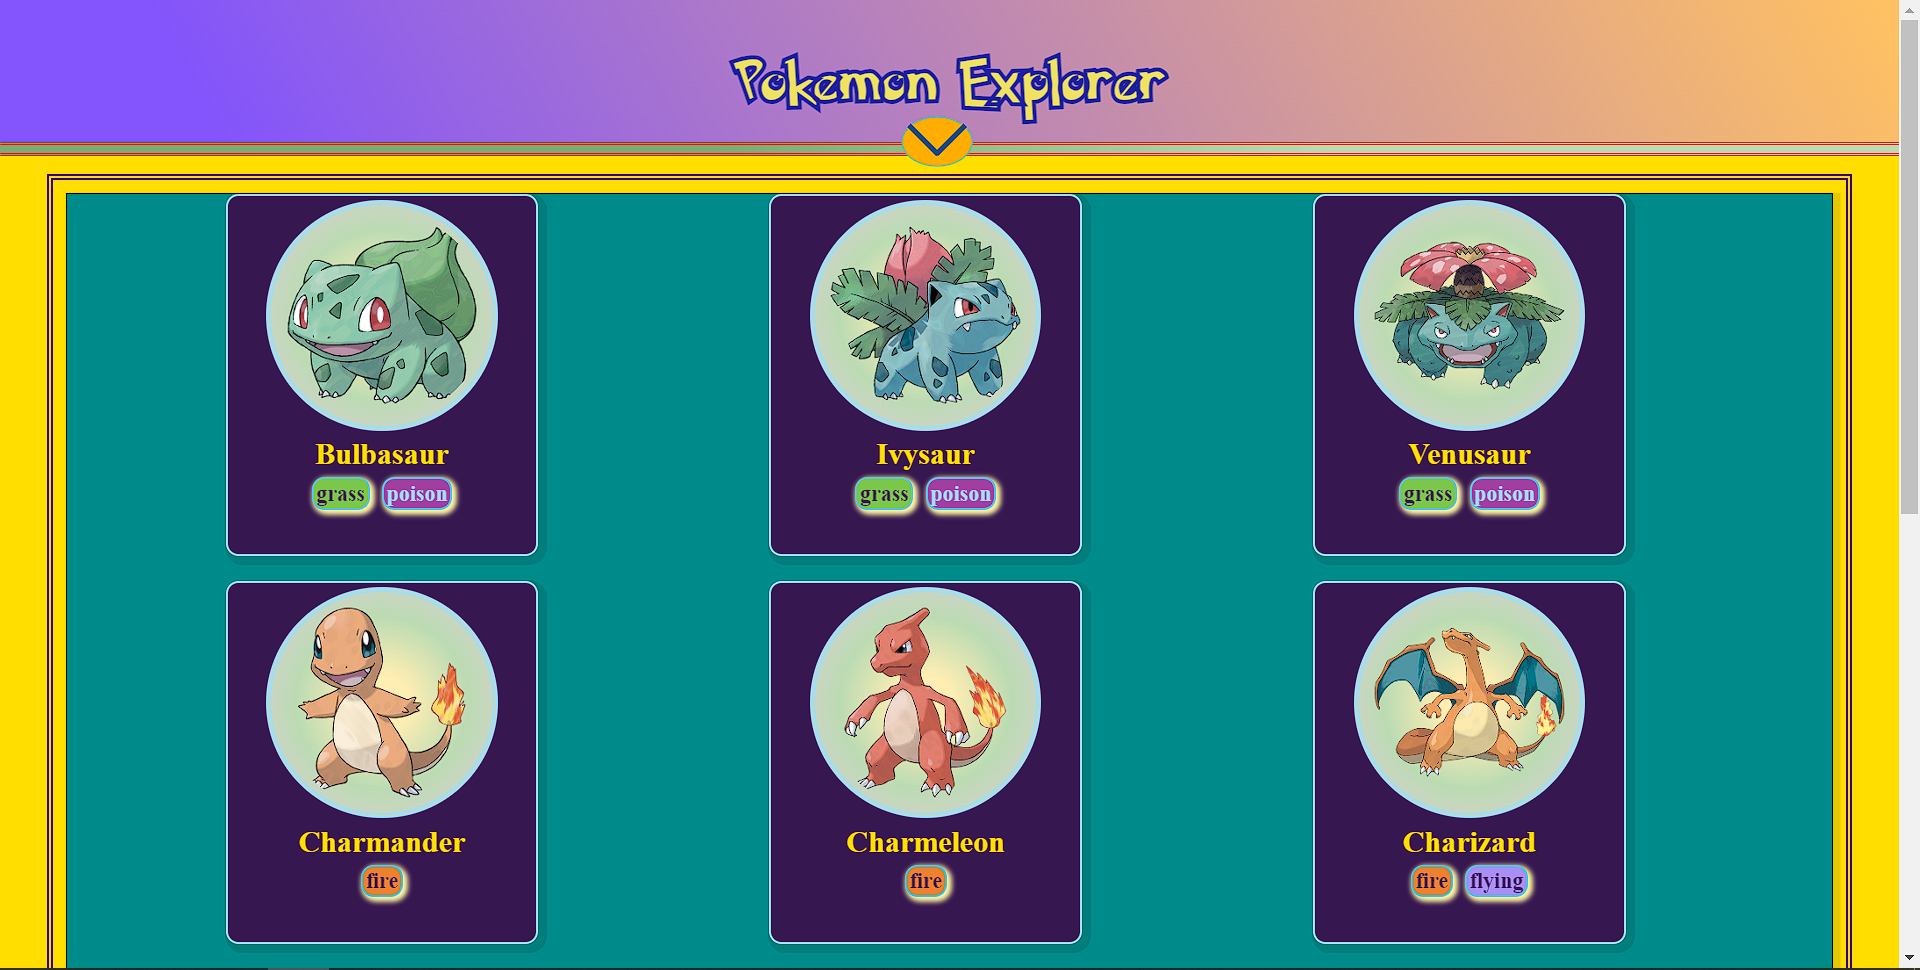 Pokemon Explorer
Bulbasaur
grass poison
Ivysaur
grass poison
Venusaur
grass poison
Charmander
fire
Charmeleon
fire
Charizard
fire flying